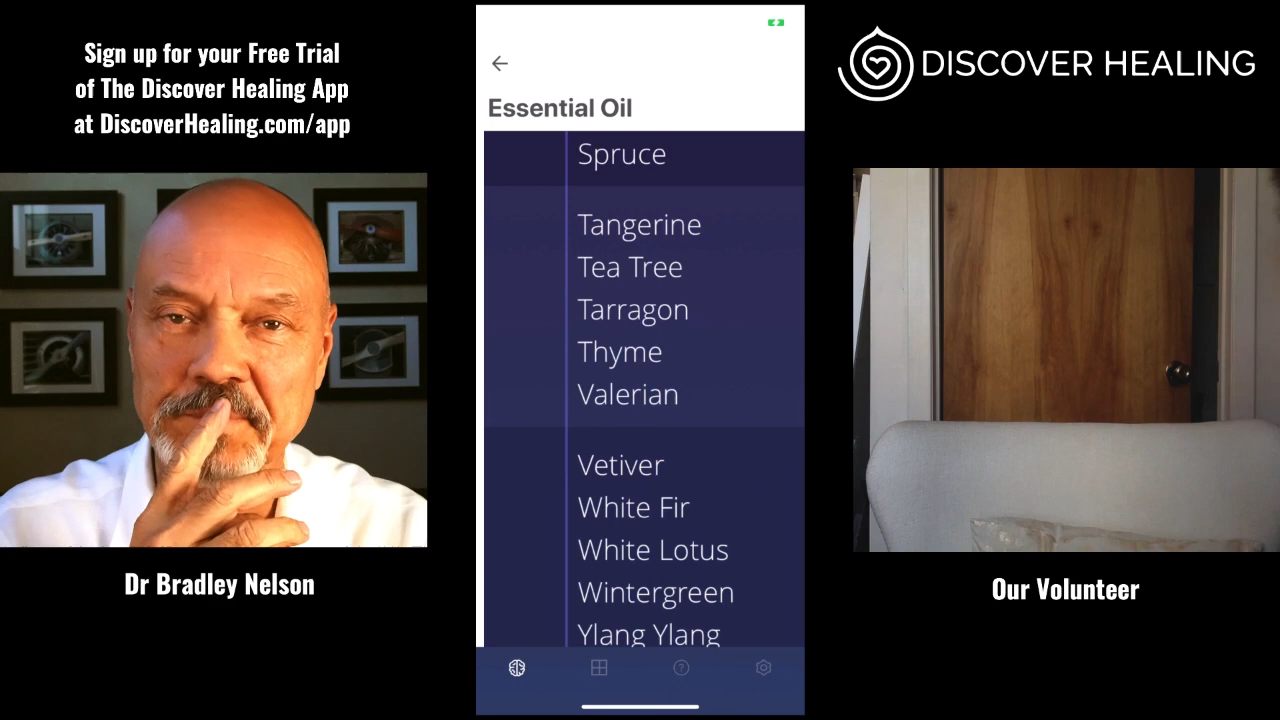 Sign up for your Free Trial
of The Discover Healing App
at DiscoverHealing.com/app
Dr Bradley Nelson
Essential Oil
Spruce
Tangerine
Tea Tree
Tarragon
Thyme
Valerian
Vetiver
White Fir
White Lotus
Wintergreen
Ylang Ylang
DISCOVER HEALING
Our Volunteer